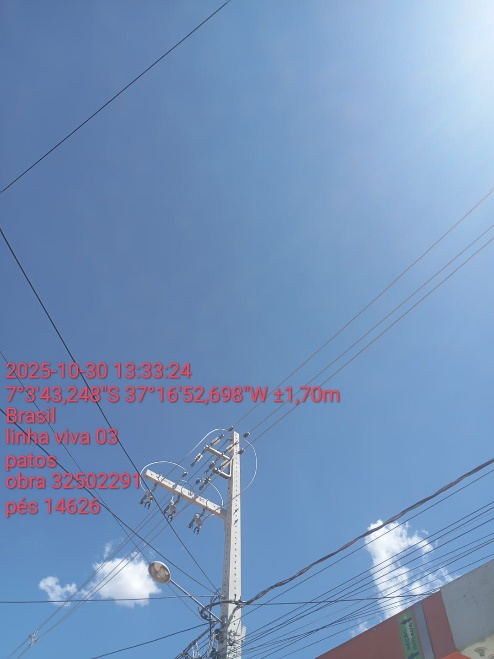 2025-10-30 13:33:24
7°3'43,248"S 37°16'52,698"W ±1,70m
Brasil
linha viva 03
patos
obra 32502291
pés 14626